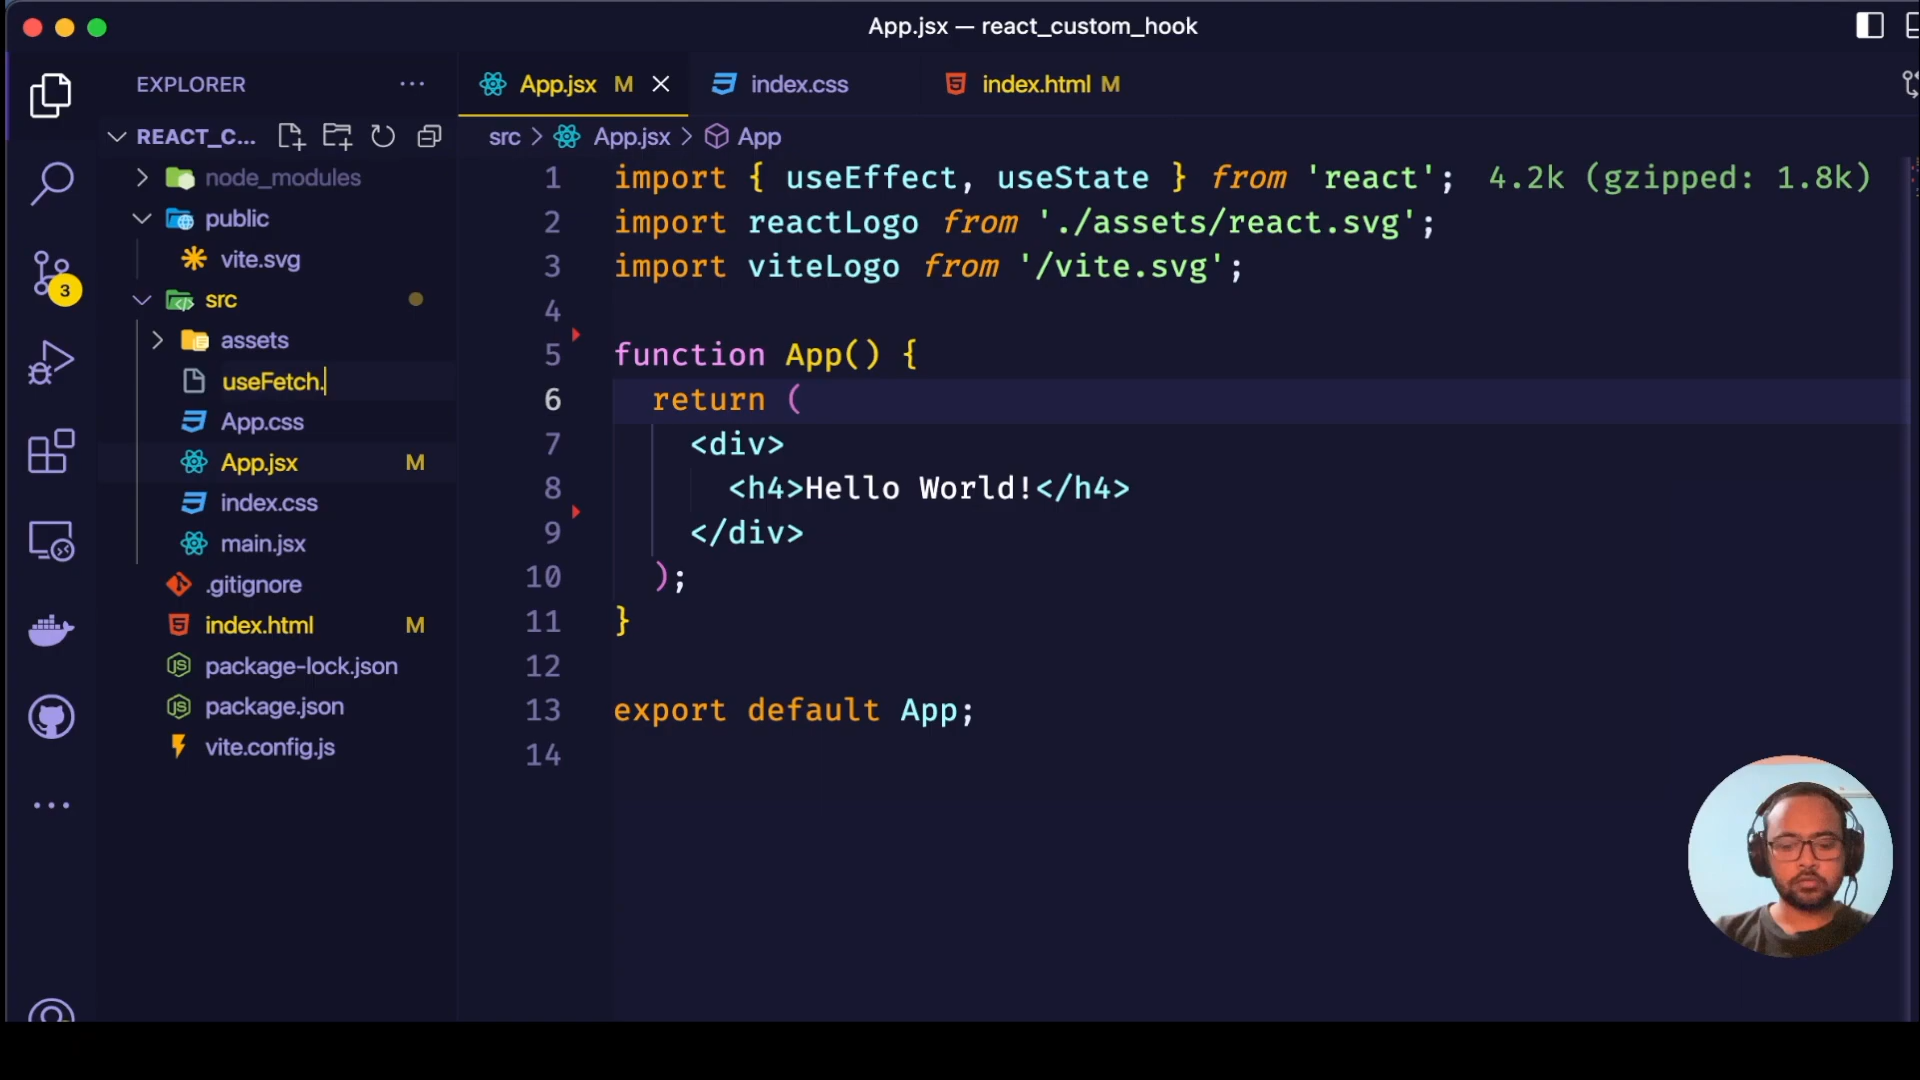 App.jsx — react_custom_hook
EXPLORER
App.jsx M
index.css
index.html M
REACT_C...
src > App.jsx > App
node_modules
public
vite.svg
src
assets
useFetch.
App.css
App.jsx M
index.css
main.jsx
.gitignore
index.html M
package-lock.json
package.json
vite.config.js
3
1 import { useEffect, useState } from 'react'; 4.2k (gzipped: 1.8k)
2 import reactLogo from './assets/react.svg';
3 import viteLogo from '/vite.svg';
4
5 function App() {
6 return (
7 <div>
8 <h4>Hello World!</h4>
9 </div>
10 );
11 }
12
13 export default App;
14